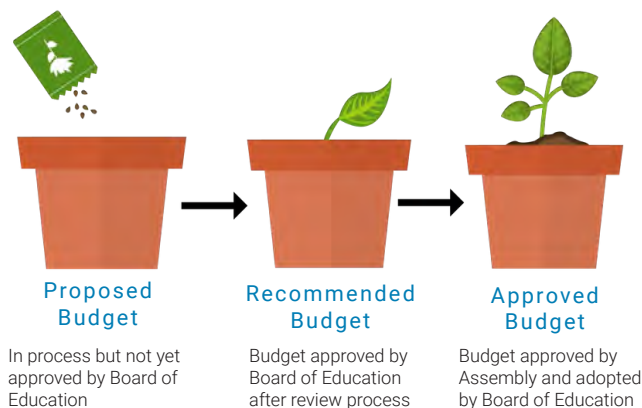 Proposed
Budget
In process but not yet
approved by Board of
Education
Recommended
Budget
Budget approved by
Board of Education
after review process
Approved
Budget
Budget approved by
Assembly and adopted
by Board of Education